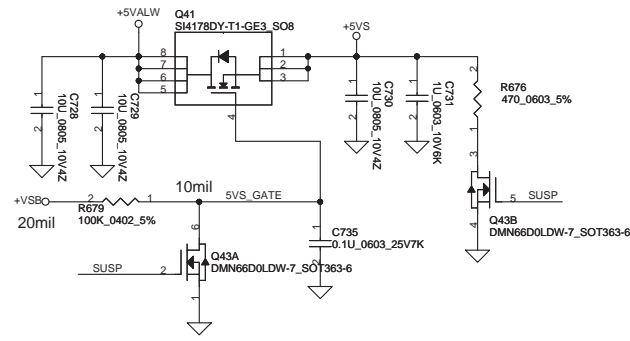 +5VALW
Q41
SI4178DY-T1-GE3_SO8
+5VS
8
7
6
5
1
2
3
4
1
2
C728
10U_0805_10V4Z
1
2
C729
10U_0805_10V4Z
1
2
C730
10U_0805_10V4Z
1
2
C731
1U_0603_10V6K
2
R676
470_0603_5%
1
3
5
SUSP
4
Q43B
DMN66D0LDW-7_SOT363-6
+VSB
20mil
2
1
R679
100K_0402_5%
10mil
5VS_GATE
1
C735
0.1U_0603_25V7K
2
6
Q43A
DMN66D0LDW-7_SOT363-6
SUSP
2
1